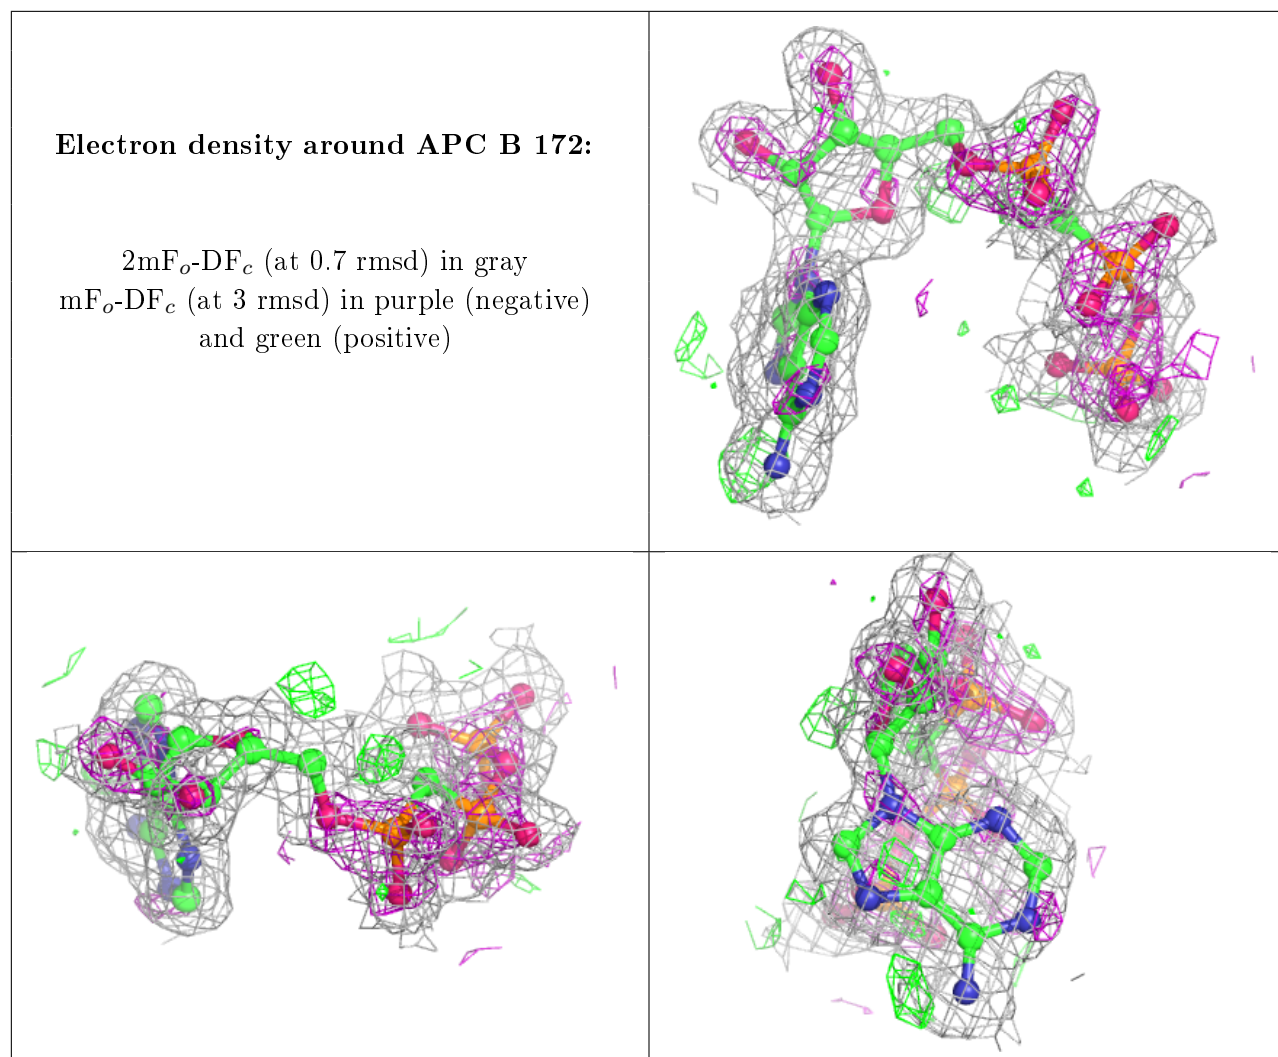 Electron density around APC B 172:
2mFₒ-DF𝑐 (at 0.7 rmsd) in gray
mFₒ-DF𝑐 (at 3 rmsd) in purple (negative)
and green (positive)